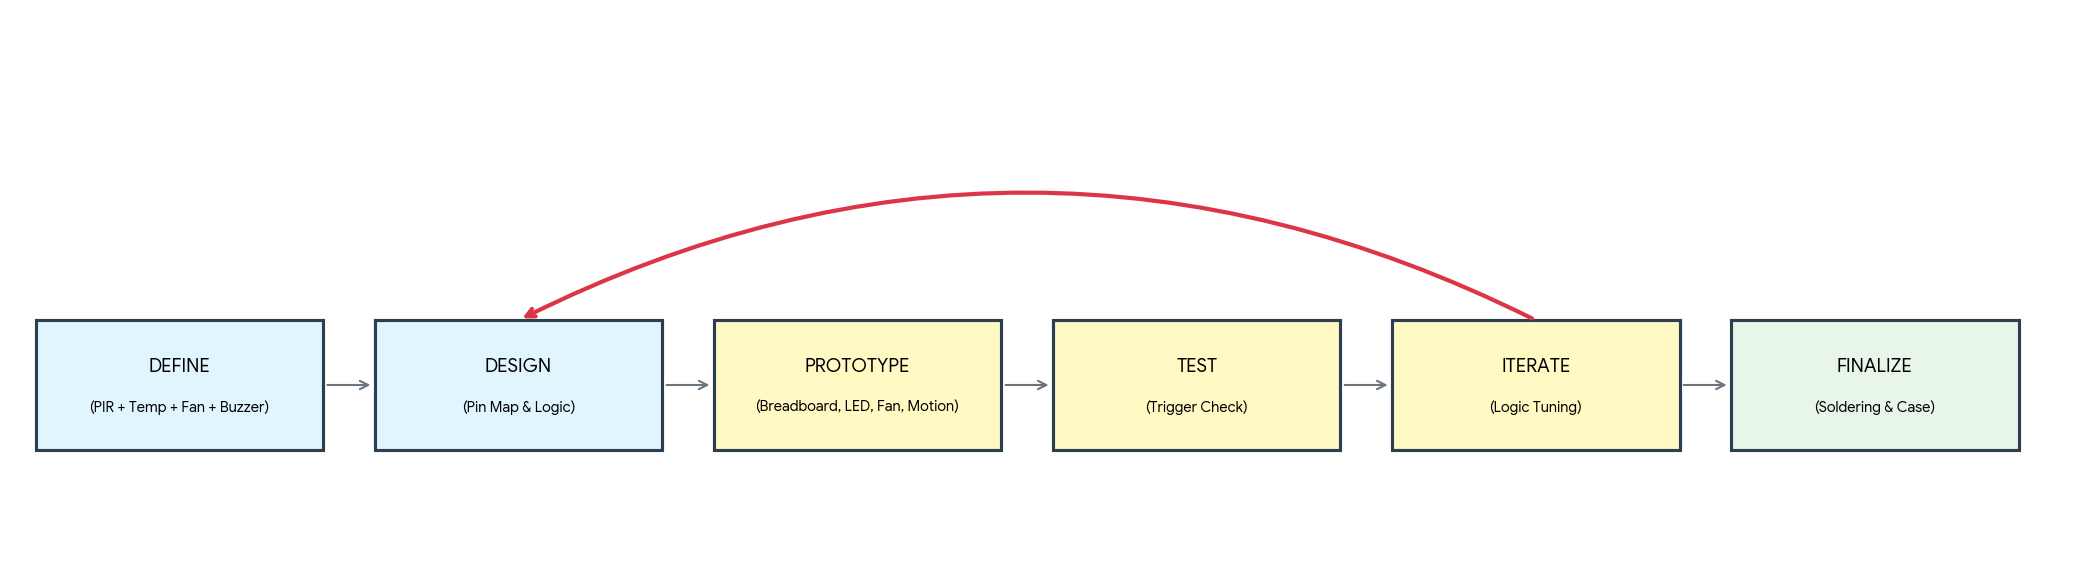 DEFINE
(PIR + Temp + Fan + Buzzer)
DESIGN
(Pin Map & Logic)
PROTOTYPE
(Breadboard, LED, Fan, Motion)
TEST
(Trigger Check)
ITERATE
(Logic Tuning)
FINALIZE
(Soldering & Case)